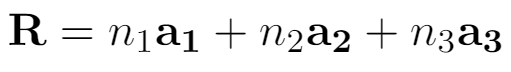 R = n₁a₁ + n₂a₂ + n₃a₃